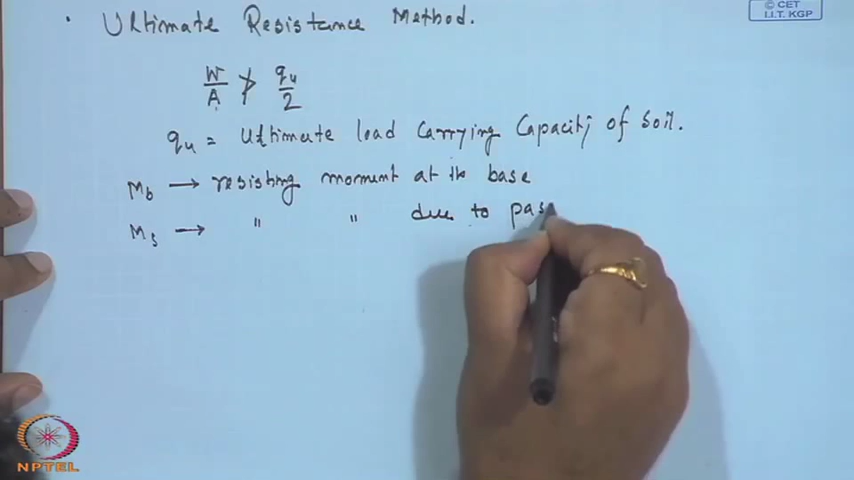 © CET
I.I.T. KGP
• Ultimate Resistance Method.
W/A ≯ qu/2
qu = Ultimate load carrying capacity of soil.
Mb → resisting moment at the base
Ms → " " due to pas
NPTEL